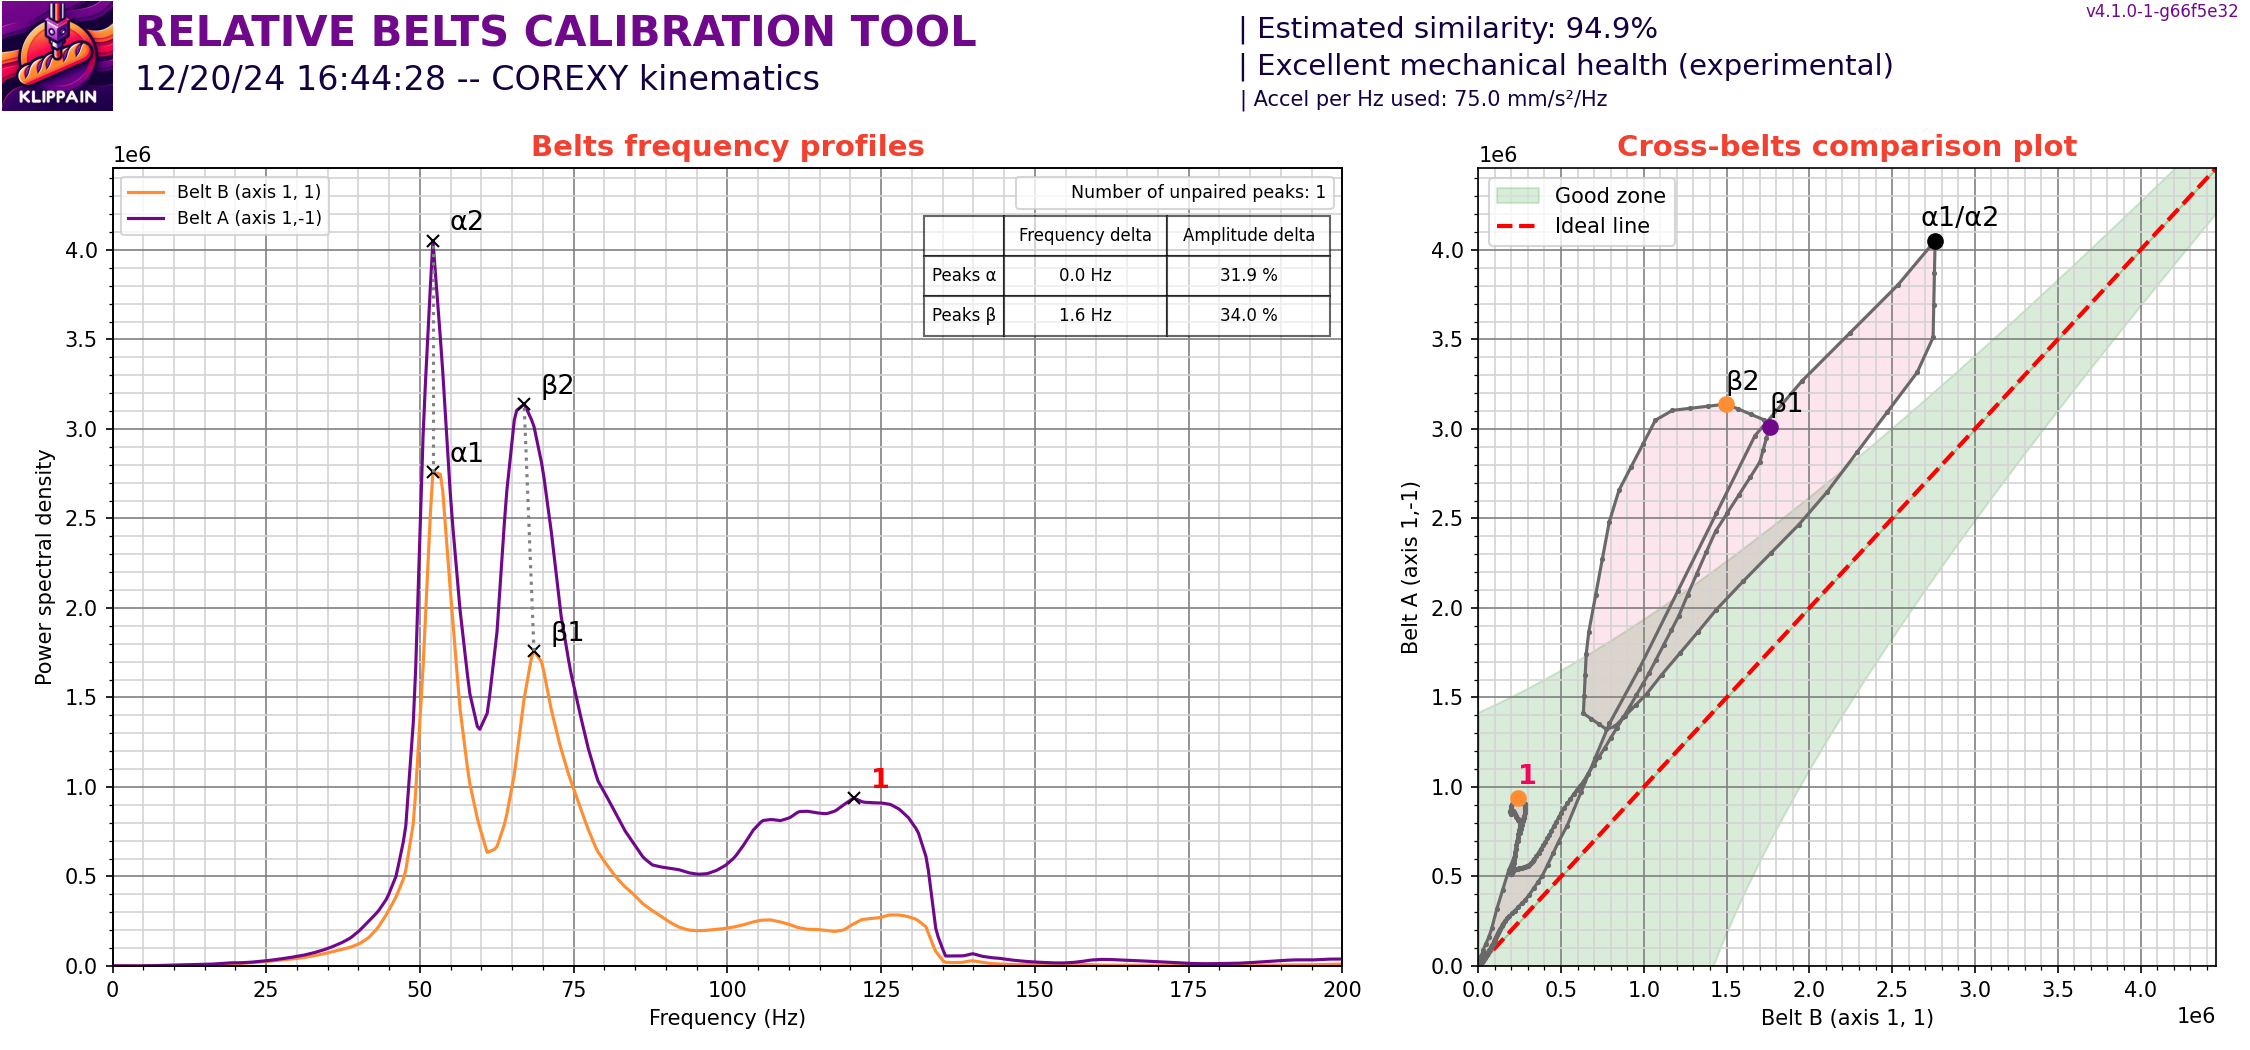 KLIPPAIN
RELATIVE BELTS CALIBRATION TOOL
12/20/24 16:44:28 -- COREXY kinematics
| Estimated similarity: 94.9%
| Excellent mechanical health (experimental)
| Accel per Hz used: 75.0 mm/s²/Hz
v4.1.0-1-g66f5e32
Belts frequency profiles
1e6
Belt B (axis 1, 1)
Belt A (axis 1,-1)
Number of unpaired peaks: 1
Frequency delta Amplitude delta
Peaks α 0.0 Hz 31.9 %
Peaks β 1.6 Hz 34.0 %
α2
α1
β2
β1
1
4.0
3.5
3.0
2.5
2.0
1.5
1.0
0.5
0.0
Power spectral density
0 25 50 75 100 125 150 175 200
Frequency (Hz)
Cross-belts comparison plot
1e6
Good zone
Ideal line
α1/α2
β2
β1
1
4.0
3.5
3.0
2.5
2.0
1.5
1.0
0.5
0.0
Belt A (axis 1,-1)
0.0 0.5 1.0 1.5 2.0 2.5 3.0 3.5 4.0
Belt B (axis 1, 1)
1e6